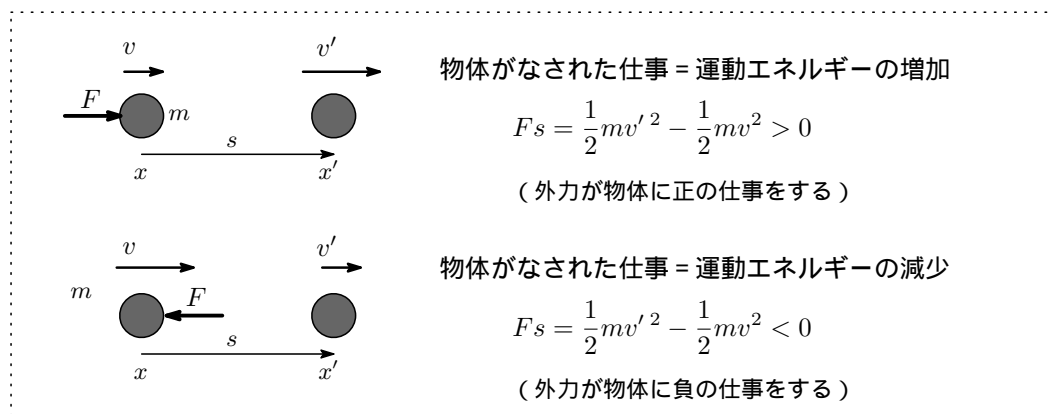 v v′ 物体がなされた仕事 = 運動エネルギーの増加
F m
Fs = 1/2 mv′ ² − 1/2 mv² > 0
s
x x′ ( 外力が物体に正の仕事をする )
v v′ 物体がなされた仕事 = 運動エネルギーの減少
m F
Fs = 1/2 mv′ ² − 1/2 mv² < 0
s
x x′ ( 外力が物体に負の仕事をする )